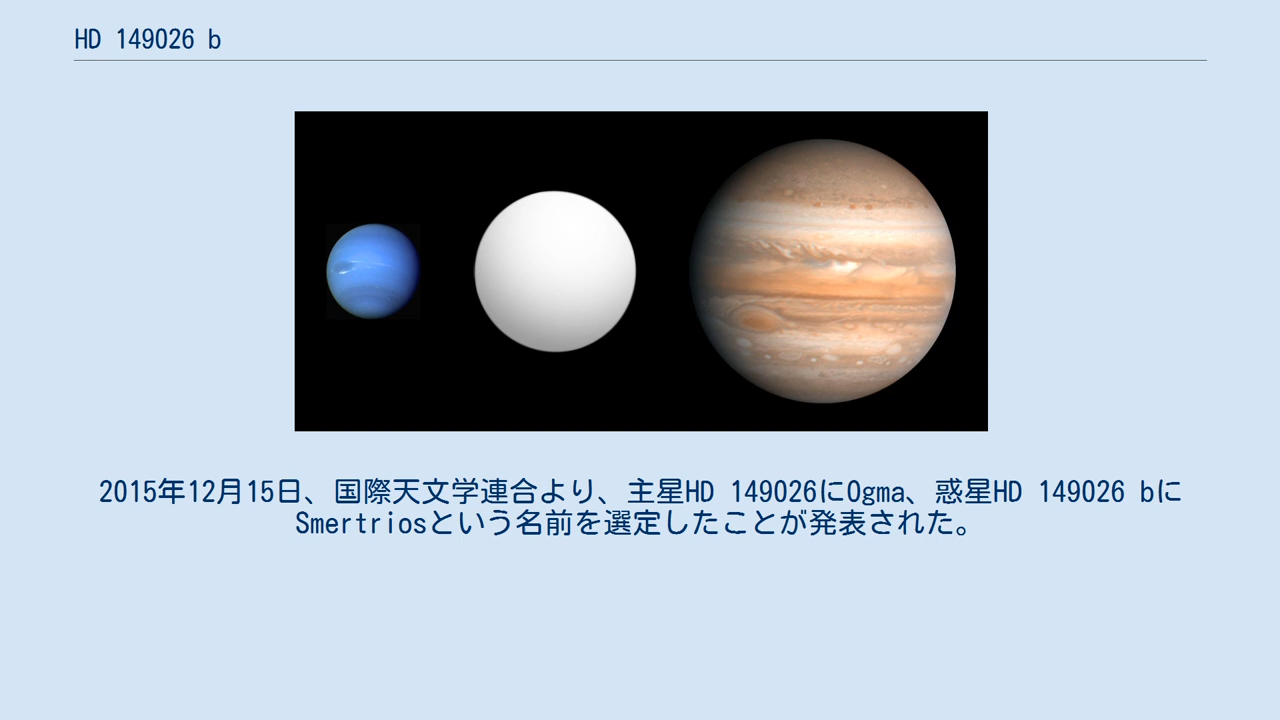 HD 149026 b
2015年12月15日、国際天文学連合より、主星HD 149026にOgma、惑星HD 149026 bに
Smertriosという名前を選定したことが発表された。